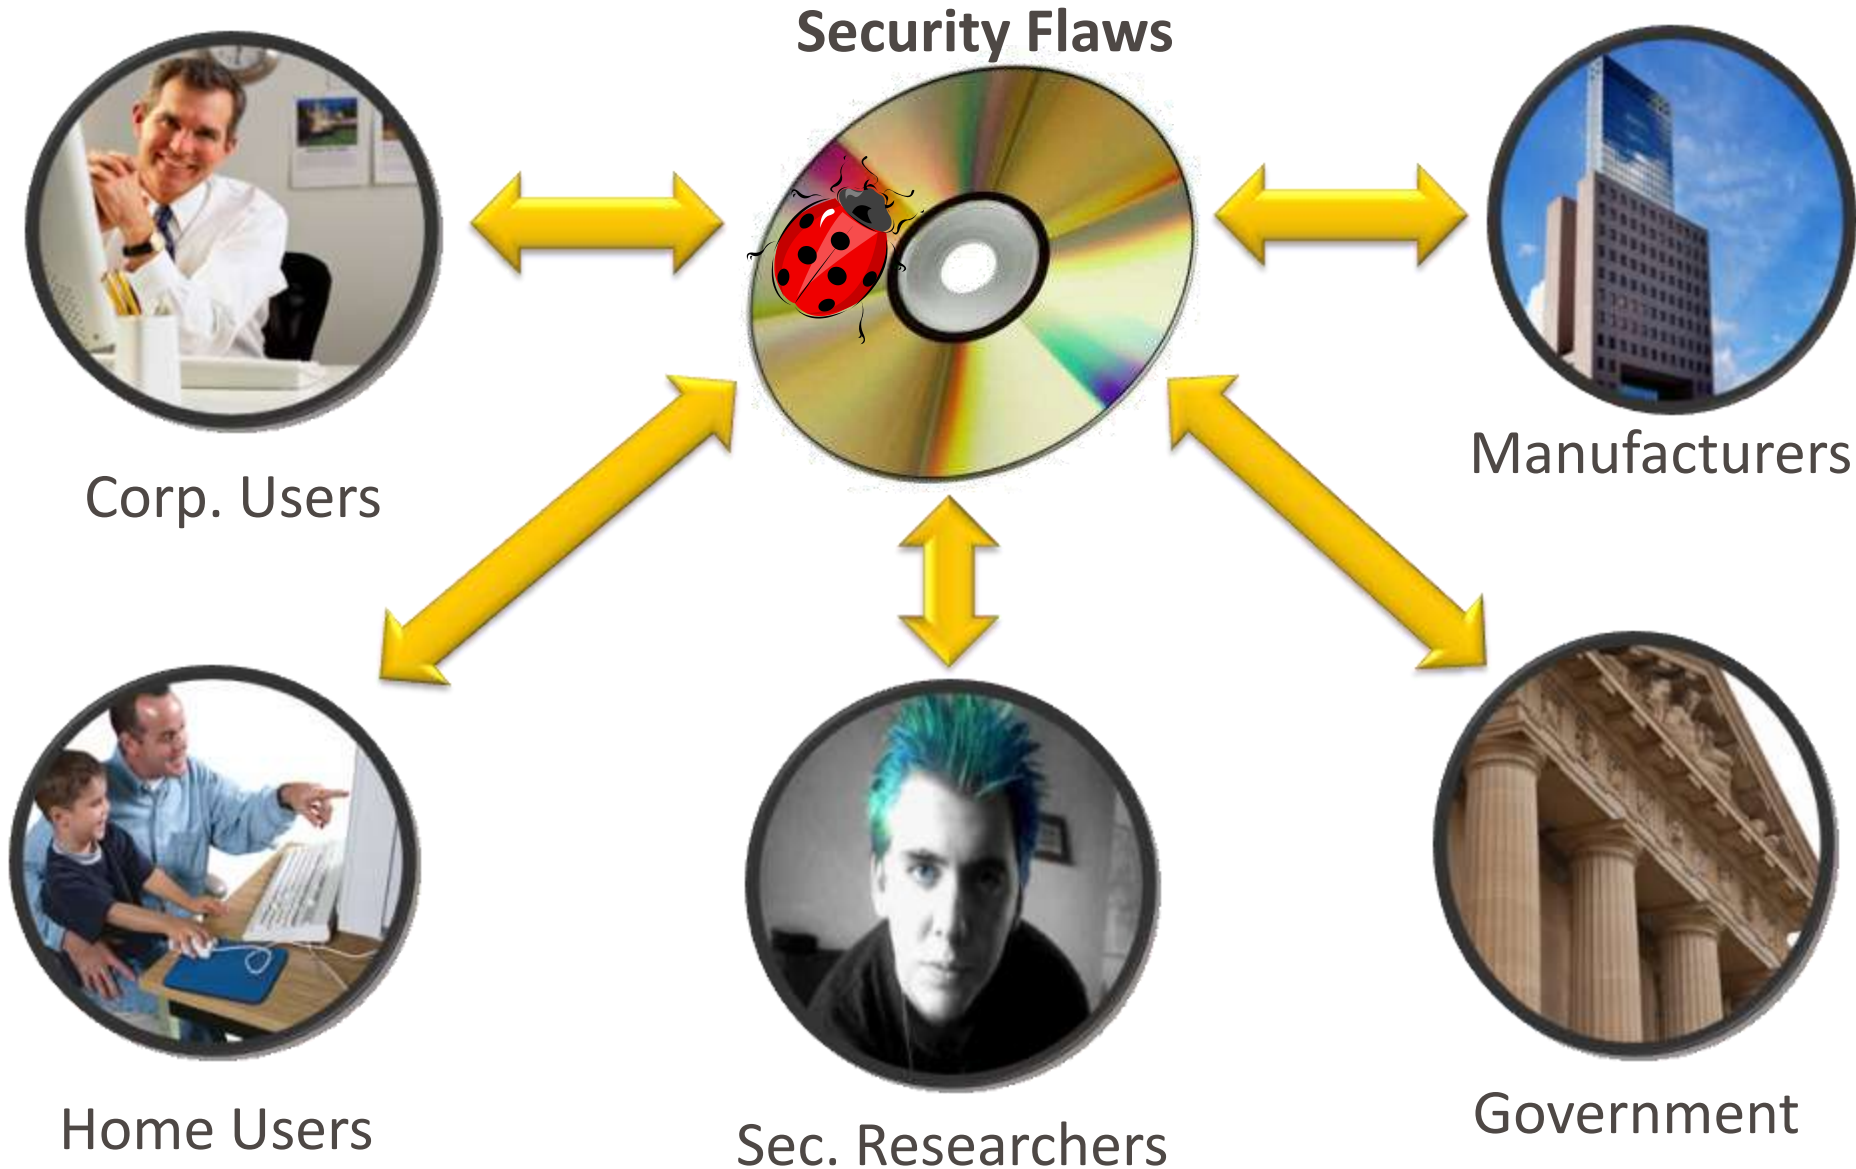 Security Flaws
Corp. Users
Manufacturers
Home Users
Sec. Researchers
Government